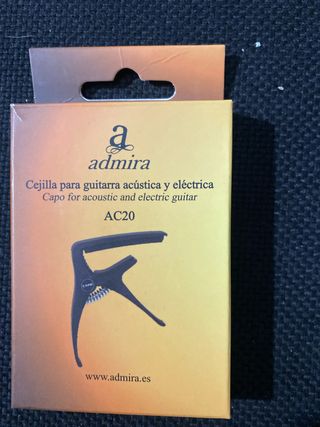 a
admira
Cejilla para guitarra acústica y eléctrica
Capo for acoustic and electric guitar
AC20
www.admira.es